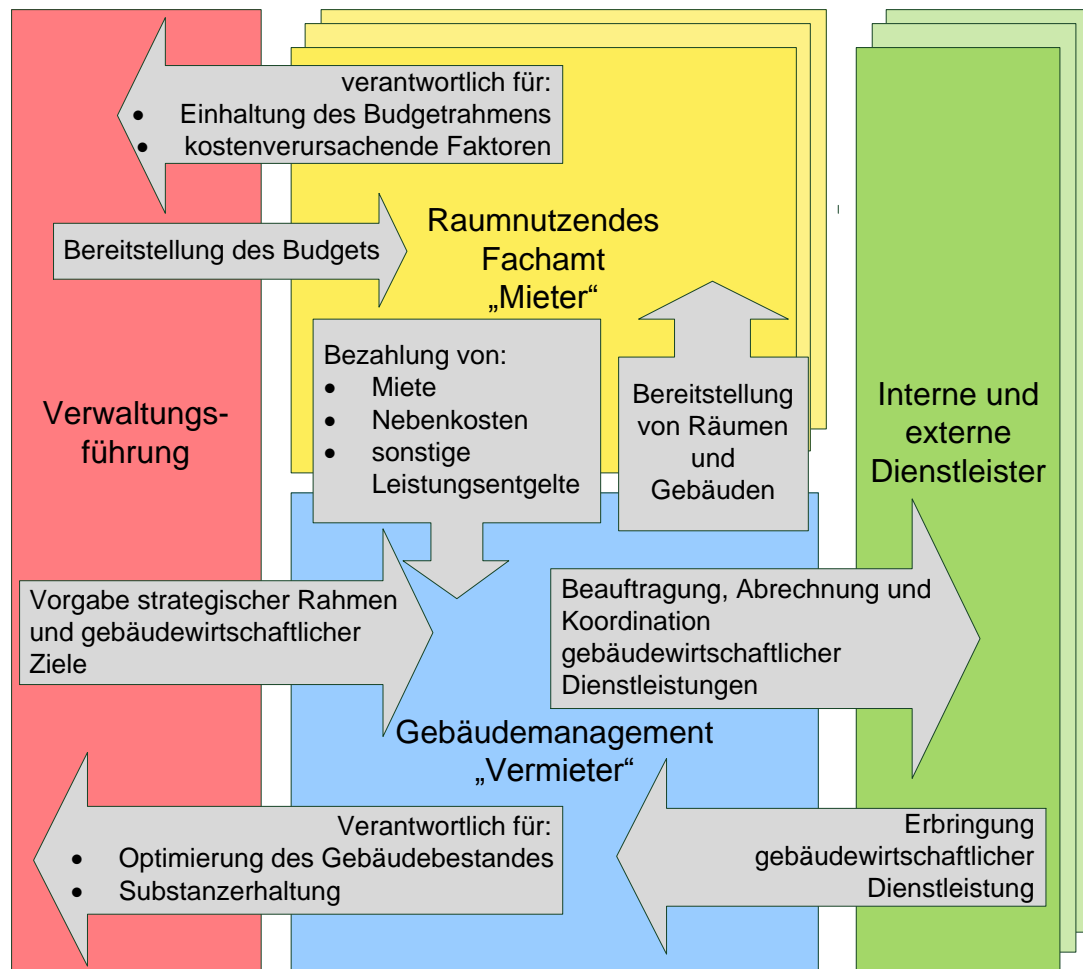 verantwortlich für:
• Einhaltung des Budgetrahmens
• kostenverursachende Faktoren
Bereitstellung des Budgets
Raumnutzendes
Fachamt
„Mieter“
Bezahlung von:
• Miete
• Nebenkosten
• sonstige
Leistungsentgelte
Bereitstellung
von Räumen
und
Gebäuden
Verwaltungs-
führung
Interne und
externe
Dienstleister
Vorgabe strategischer Rahmen
und gebäudewirtschaftlicher
Ziele
Beauftragung, Abrechnung und
Koordination
gebäudewirtschaftlicher
Dienstleistungen
Gebäudemanagement
„Vermieter“
Verantwortlich für:
• Optimierung des Gebäudebestandes
• Substanzerhaltung
Erbringung
gebäudewirtschaftlicher
Dienstleistung